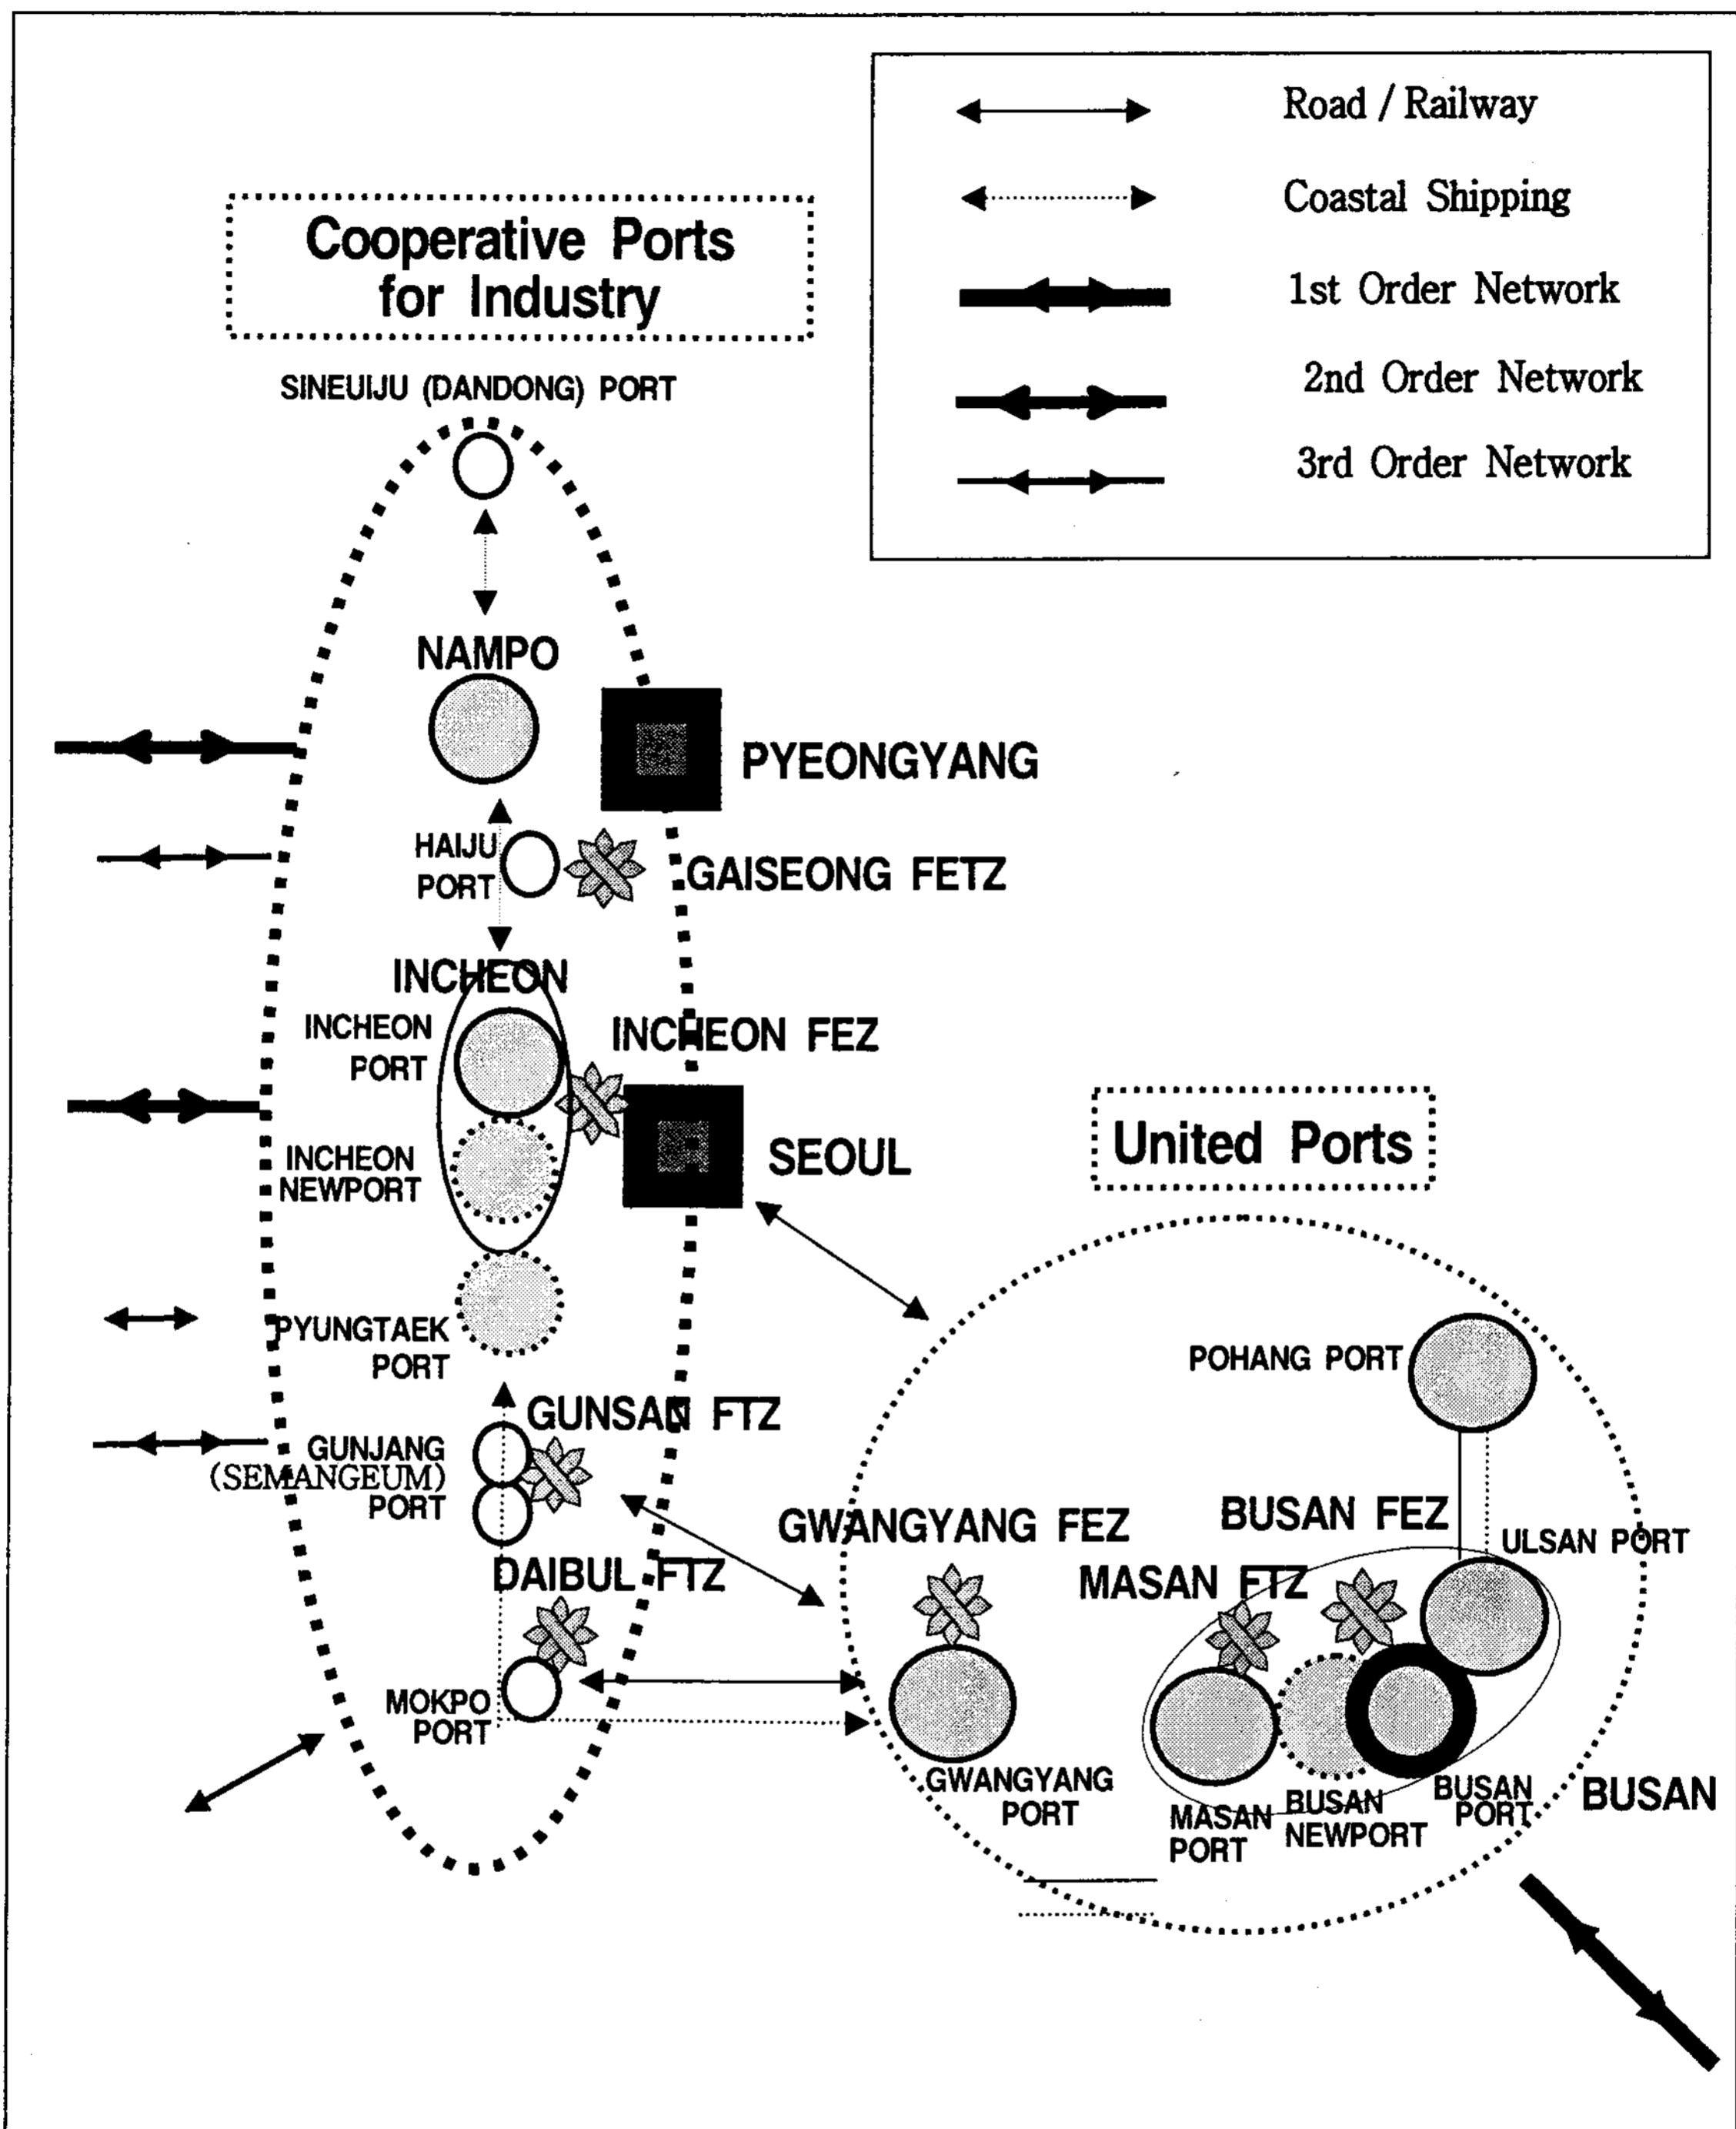 Road / Railway
Coastal Shipping
1st Order Network
2nd Order Network
3rd Order Network
Cooperative Ports
for Industry
SINEUIJU (DANDONG) PORT
NAMPO
PYEONGYANG
HAIJU
PORT
GAISEONG FETZ
INCHEON
INCHEON
PORT
INCHEON FEZ
INCHEON
NEWPORT
SEOUL
United Ports
PYUNGTAEK
PORT
POHANG PORT
GUNSAN FTZ
GUNJANG
(SEMANGEUM)
PORT
GWANGYANG FEZ
BUSAN FEZ
ULSAN PORT
DAIBUL FTZ
MASAN FTZ
MOKPO
PORT
GWANGYANG
PORT
MASAN
PORT
BUSAN
NEWPORT
BUSAN
PORT
BUSAN